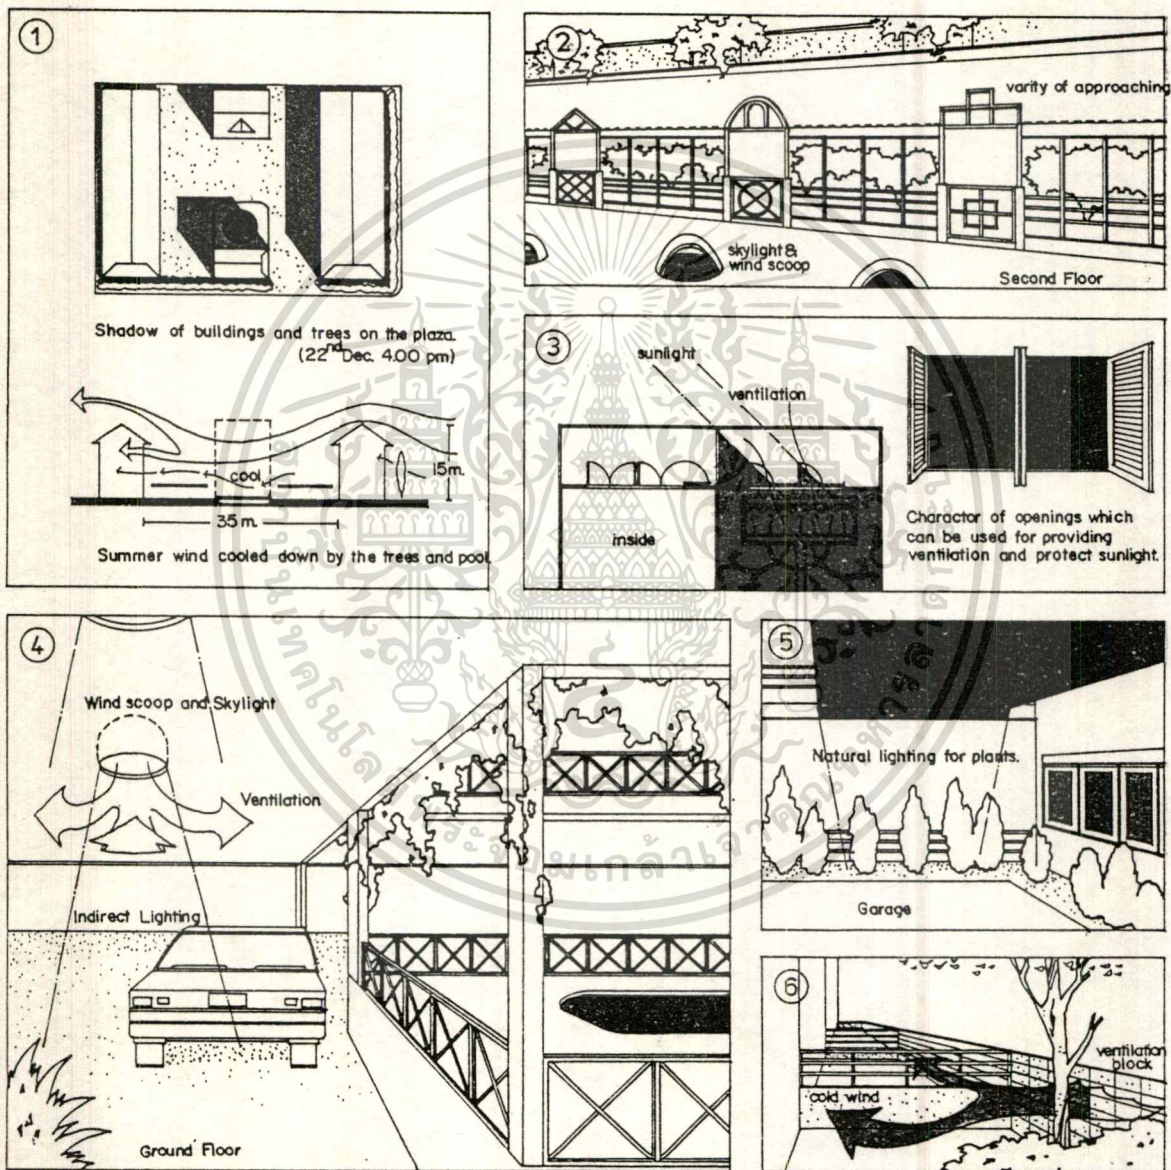 1
Shadow of buildings and trees on the plaza.
(22nd Dec. 4.00 pm)
cool
15m.
35 m.
Summer wind cooled down by the trees and pool.
2
varity of approaching
skylight &
wind scoop
Second Floor
3
sunlight
ventilation
inside
Charactor of openings which
can be used for providing
ventilation and protect sunlight.
4
Wind scoop and Skylight
Ventilation
Indirect Lighting
Ground Floor
5
Natural lighting for plants.
Garage
6
ventilation
block
cold wind